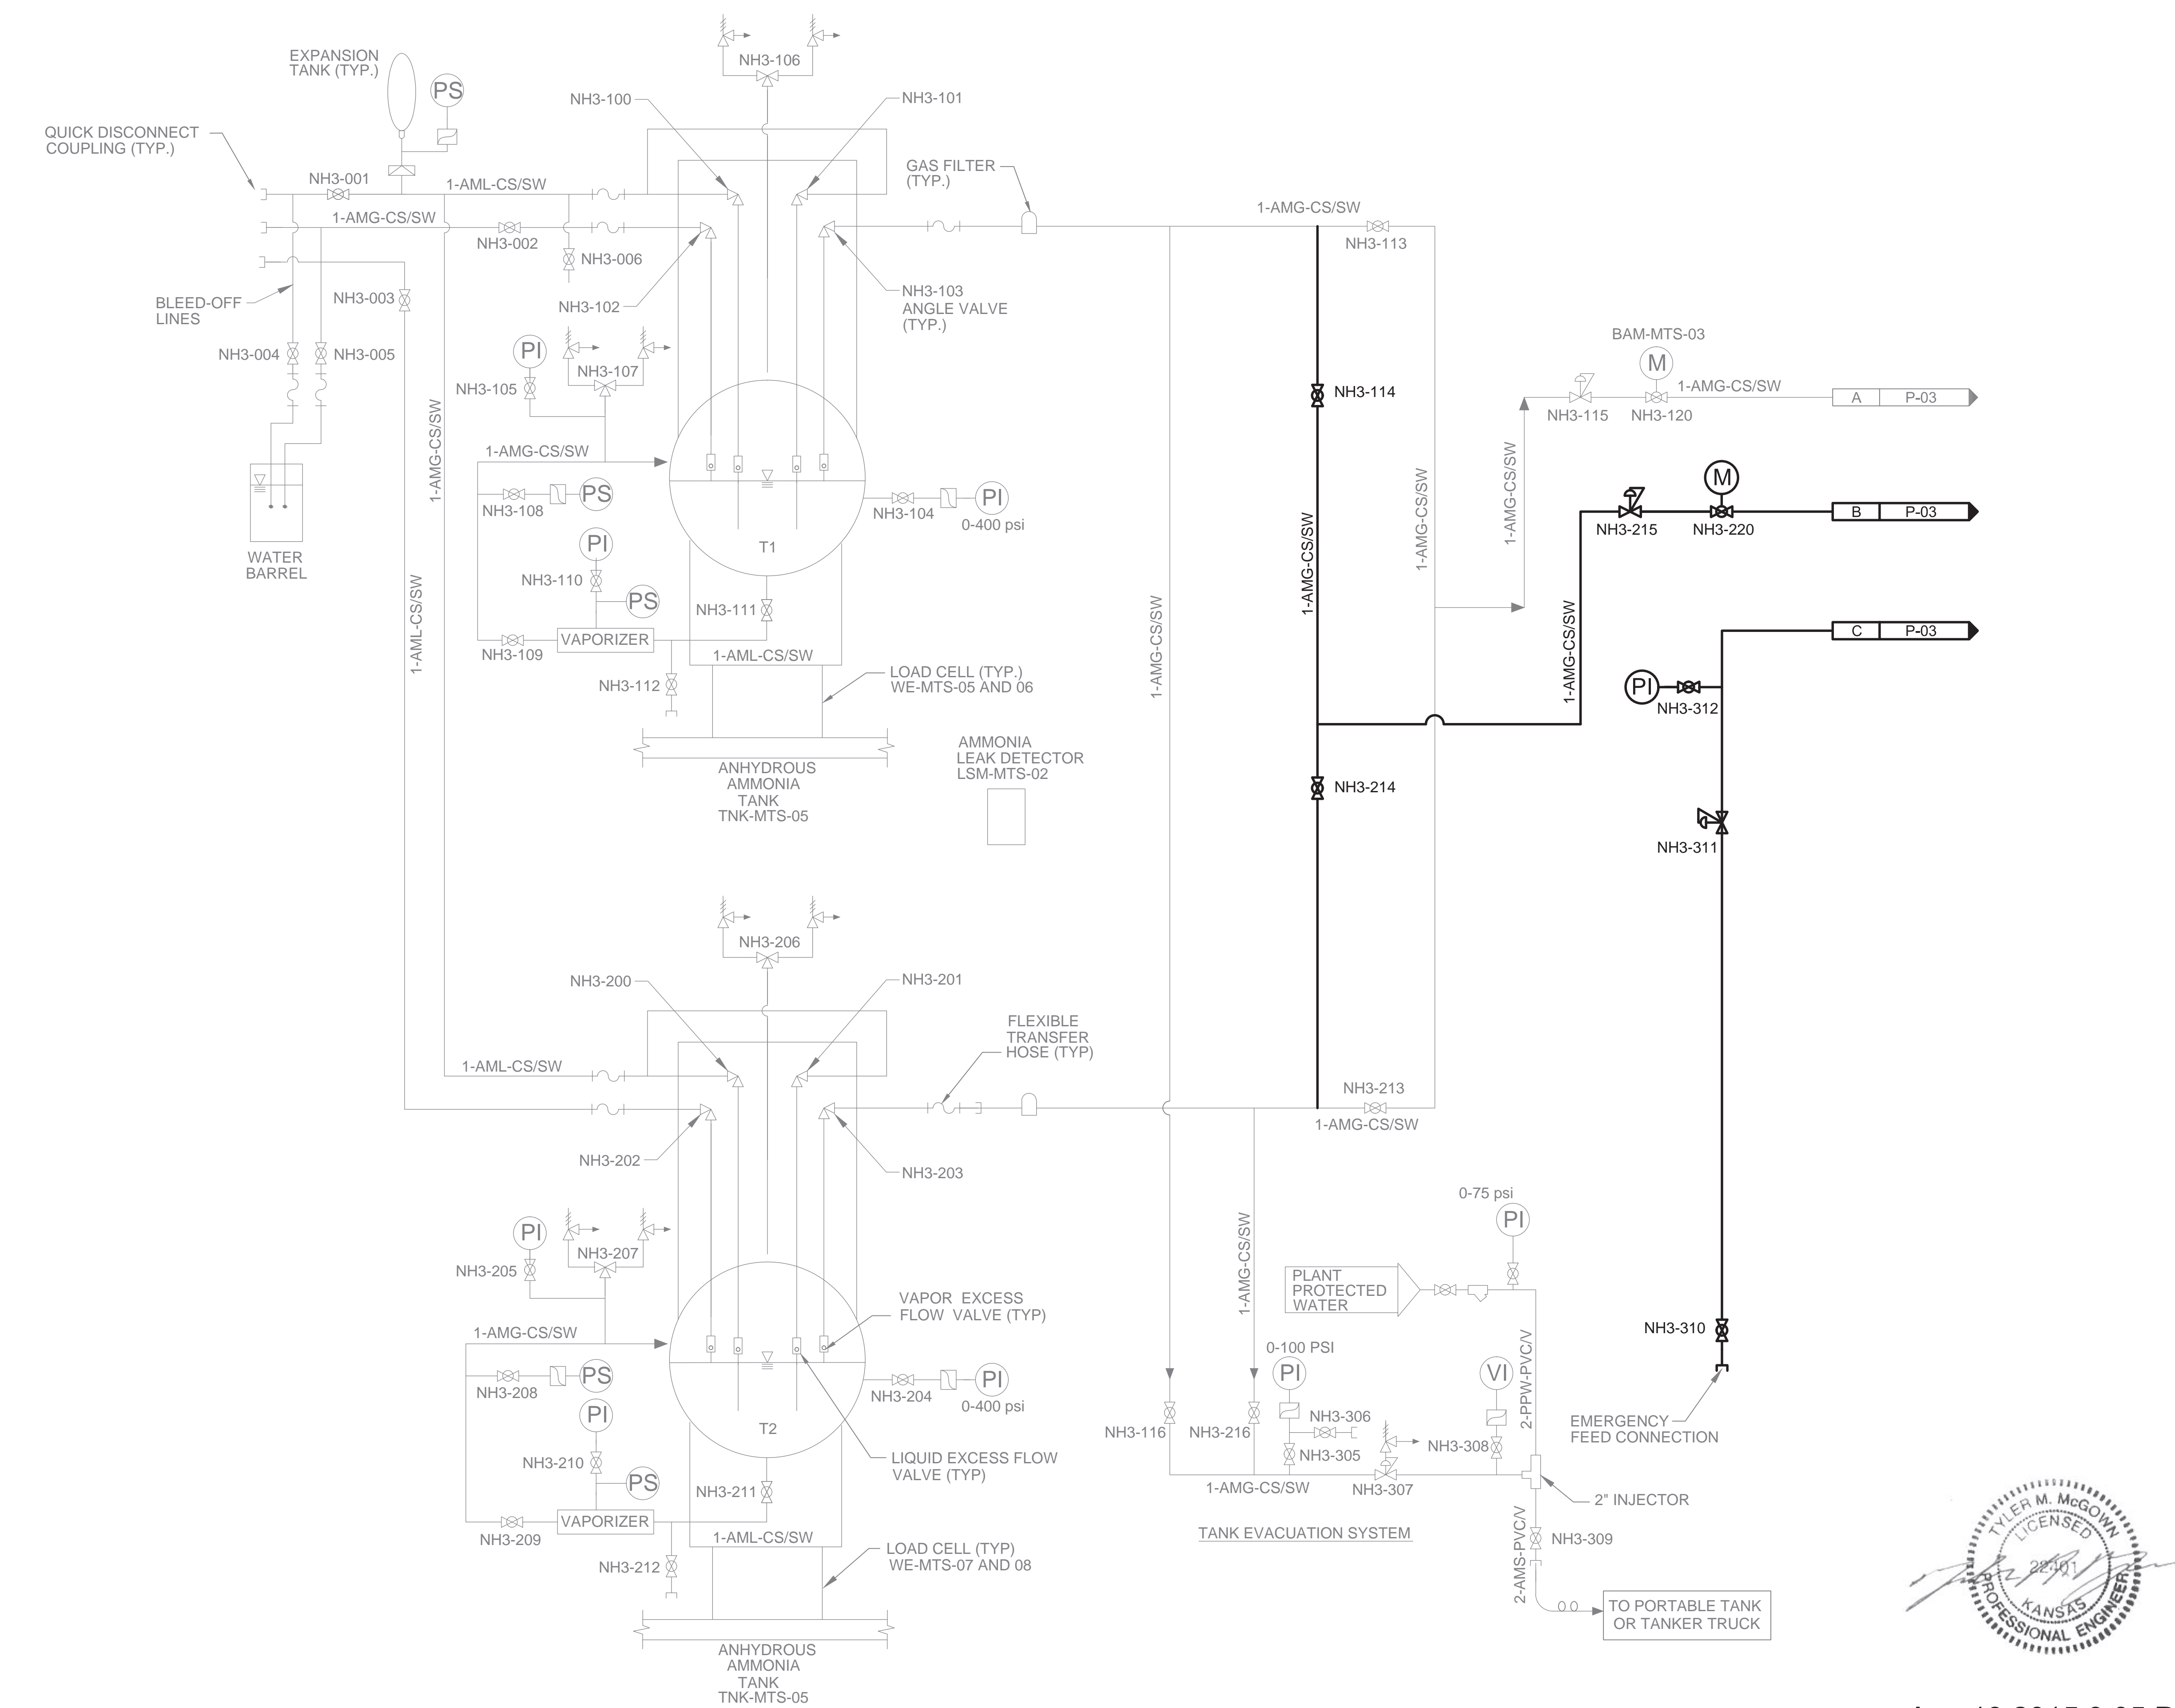 EXPANSION
TANK (TYP.)
PS
QUICK DISCONNECT
COUPLING (TYP.)
NH3-001
1-AML-CS/SW
1-AMG-CS/SW
NH3-002
NH3-006
BLEED-OFF
LINES
NH3-003
NH3-004
NH3-005
WATER
BARREL
1-AMG-CS/SW
1-AML-CS/SW
NH3-106
NH3-100
NH3-101
NH3-102
NH3-103
ANGLE VALVE
(TYP.)
GAS FILTER
(TYP.)
PI
NH3-105
NH3-107
1-AMG-CS/SW
PS
NH3-108
PI
NH3-110
PS
NH3-109
VAPORIZER
NH3-111
NH3-112
1-AML-CS/SW
T1
NH3-104
PI
0-400 psi
LOAD CELL (TYP.)
WE-MTS-05 AND 06
ANHYDROUS
AMMONIA
TANK
TNK-MTS-05
AMMONIA
LEAK DETECTOR
LSM-MTS-02
1-AMG-CS/SW
NH3-113
NH3-114
1-AMG-CS/SW
1-AMG-CS/SW
1-AMG-CS/SW
1-AMG-CS/SW
1-AMG-CS/SW
BAM-MTS-03
M
1-AMG-CS/SW
NH3-115
NH3-120
A P-03
M
NH3-215
NH3-220
B P-03
C P-03
PI
NH3-312
NH3-214
NH3-311
NH3-310
EMERGENCY
FEED CONNECTION
NH3-206
NH3-200
NH3-201
1-AML-CS/SW
FLEXIBLE
TRANSFER
HOSE (TYP)
NH3-202
NH3-203
NH3-213
1-AMG-CS/SW
PI
NH3-205
NH3-207
1-AMG-CS/SW
PS
NH3-208
PI
NH3-210
PS
NH3-209
VAPORIZER
NH3-211
NH3-212
1-AML-CS/SW
T2
VAPOR EXCESS
FLOW VALVE (TYP)
NH3-204
PI
0-400 psi
LIQUID EXCESS FLOW
VALVE (TYP)
LOAD CELL (TYP)
WE-MTS-07 AND 08
ANHYDROUS
AMMONIA
TANK
TNK-MTS-05
1-AMG-CS/SW
0-75 psi
PI
PLANT
PROTECTED
WATER
2-PPW-PVC/V
0-100 PSI
PI
VI
NH3-116
NH3-216
NH3-306
NH3-305
NH3-308
1-AMG-CS/SW
NH3-307
2" INJECTOR
TANK EVACUATION SYSTEM
2-AMS-PVC/V
NH3-309
TO PORTABLE TANK
OR TANKER TRUCK
TYLER M. McGOWN
LICENSED
22401
KANSAS
PROFESSIONAL ENGINEER